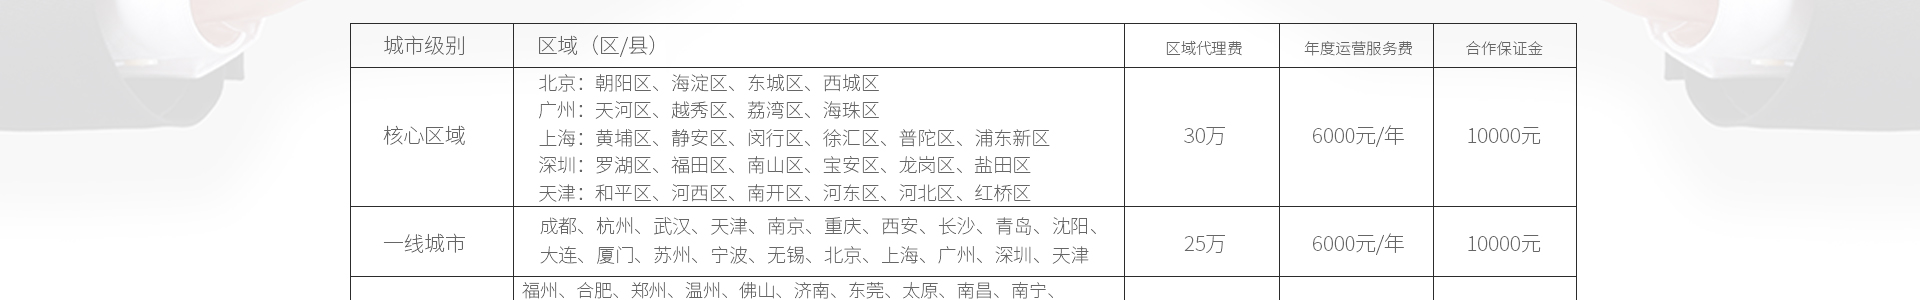 城市级别 区域（区/县） 区域代理费 年度运营服务费 合作保证金
北京：朝阳区、海淀区、东城区、西城区
广州：天河区、越秀区、荔湾区、海珠区
核心区域 上海：黄埔区、静安区、闵行区、徐汇区、普陀区、浦东新区 30万 6000元/年 10000元
深圳：罗湖区、福田区、南山区、宝安区、龙岗区、盐田区
天津：和平区、河西区、南开区、河东区、河北区、红桥区
成都、杭州、武汉、天津、南京、重庆、西安、长沙、青岛、沈阳、
一线城市 大连、厦门、苏州、宁波、无锡、北京、上海、广州、深圳、天津 25万 6000元/年 10000元
福州、合肥、郑州、温州、佛山、济南、东莞、太原、南昌、南宁、